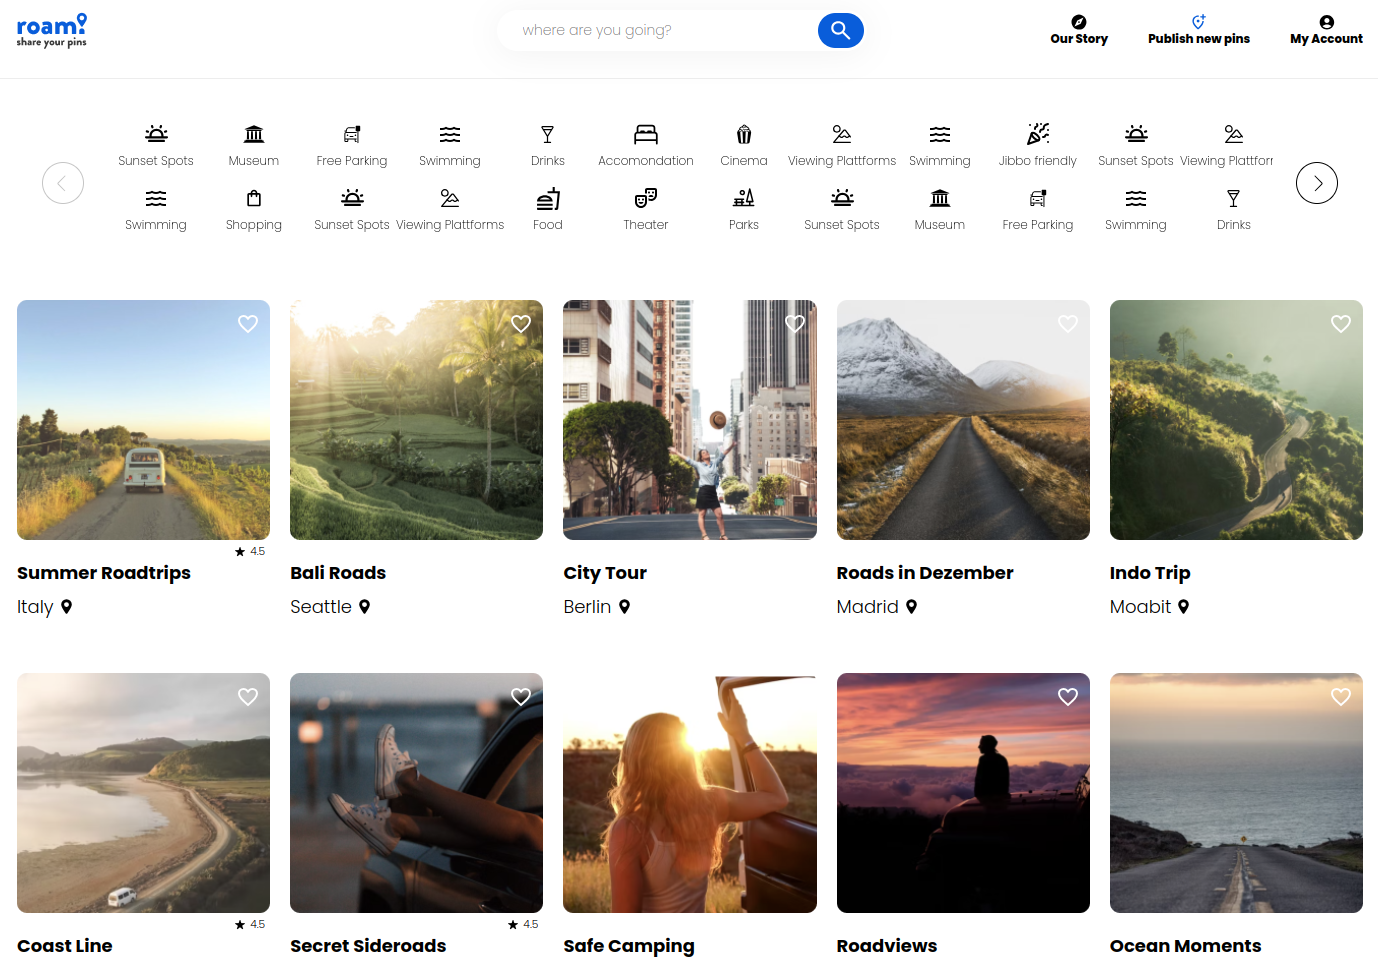 roam!
share your pins
where are you going?
Our Story
Publish new pins
My Account
Sunset Spots
Museum
Free Parking
Swimming
Drinks
Accomondation
Cinema
Viewing Plattforms
Swimming
Jibbo friendly
Sunset Spots
Viewing Plattforr
Swimming
Shopping
Sunset Spots
Viewing Plattforms
Food
Theater
Parks
Sunset Spots
Museum
Free Parking
Swimming
Drinks
4.5
Summer Roadtrips
Italy
Bali Roads
Seattle
City Tour
Berlin
Roads in Dezember
Madrid
Indo Trip
Moabit
4.5
Coast Line
4.5
Secret Sideroads
Safe Camping
Roadviews
Ocean Moments